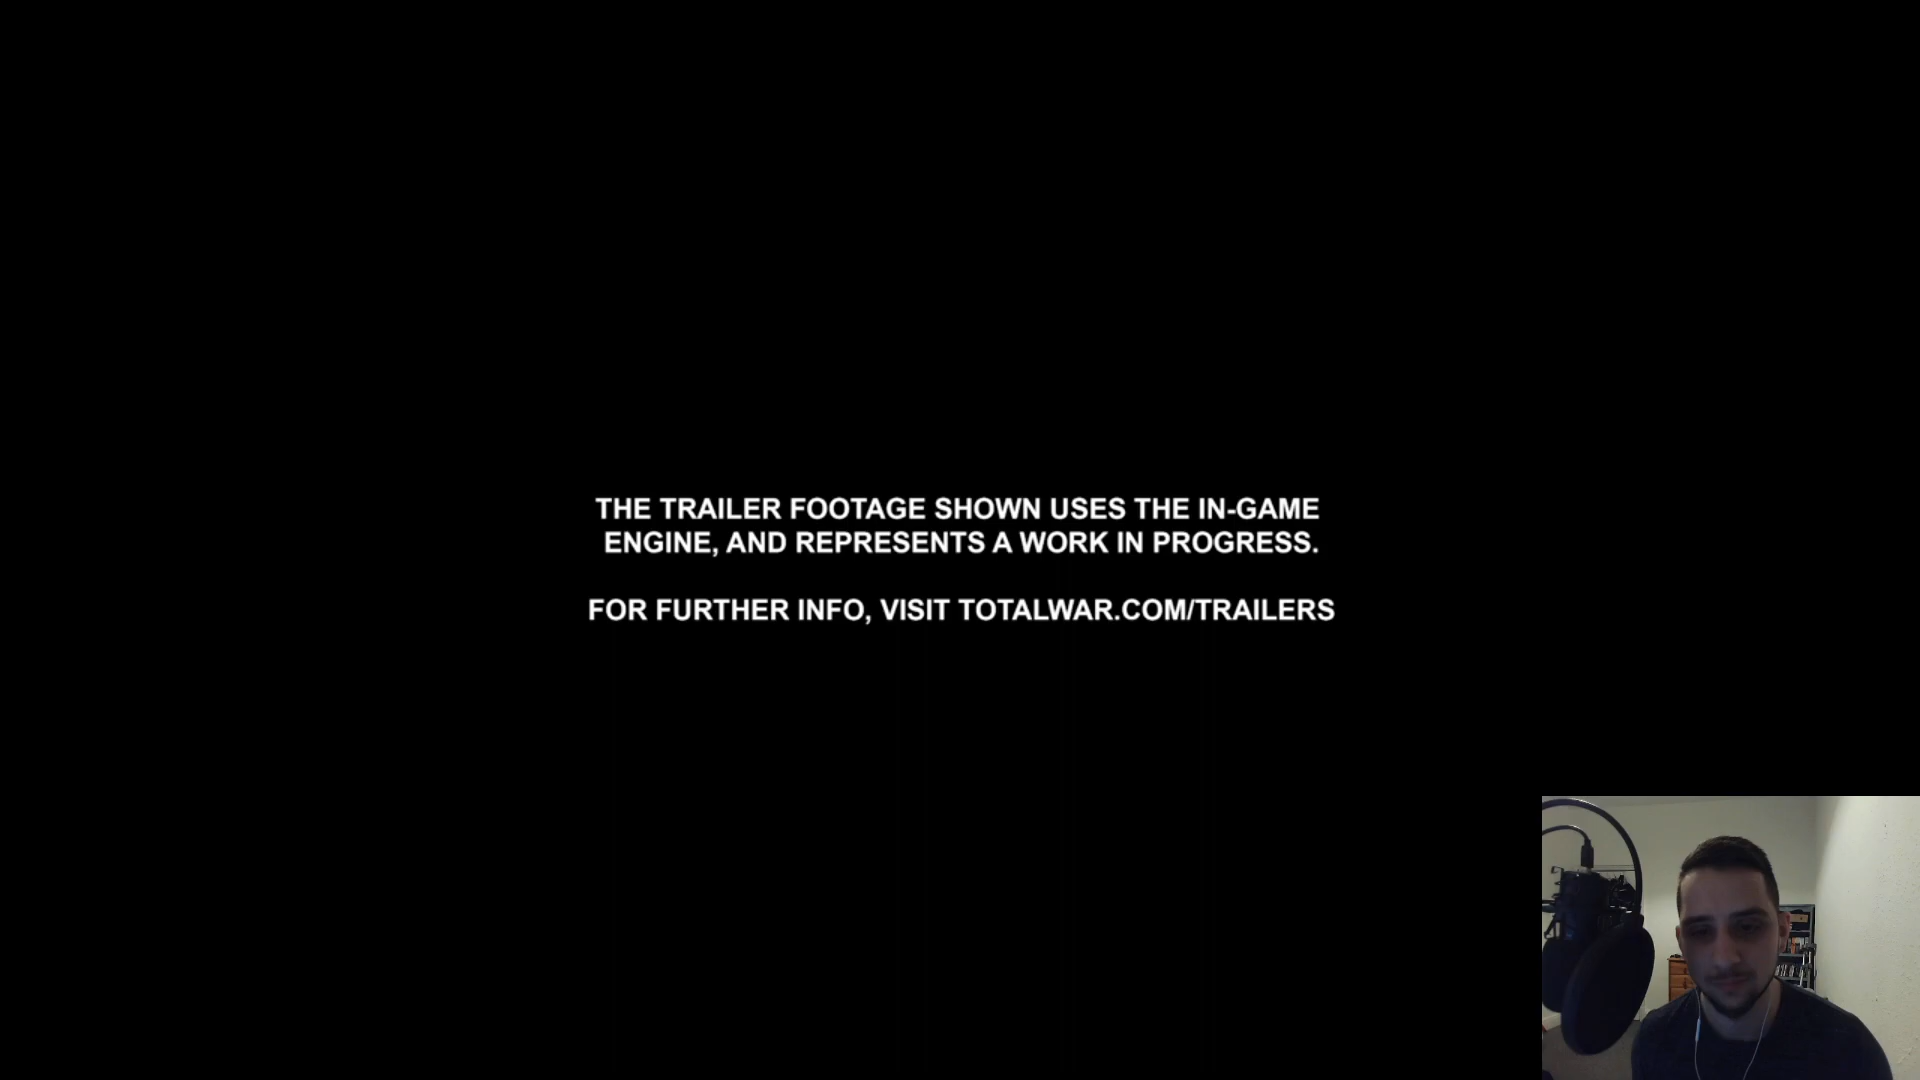 THE TRAILER FOOTAGE SHOWN USES THE IN-GAME
ENGINE, AND REPRESENTS A WORK IN PROGRESS.
FOR FURTHER INFO, VISIT TOTALWAR.COM/TRAILERS